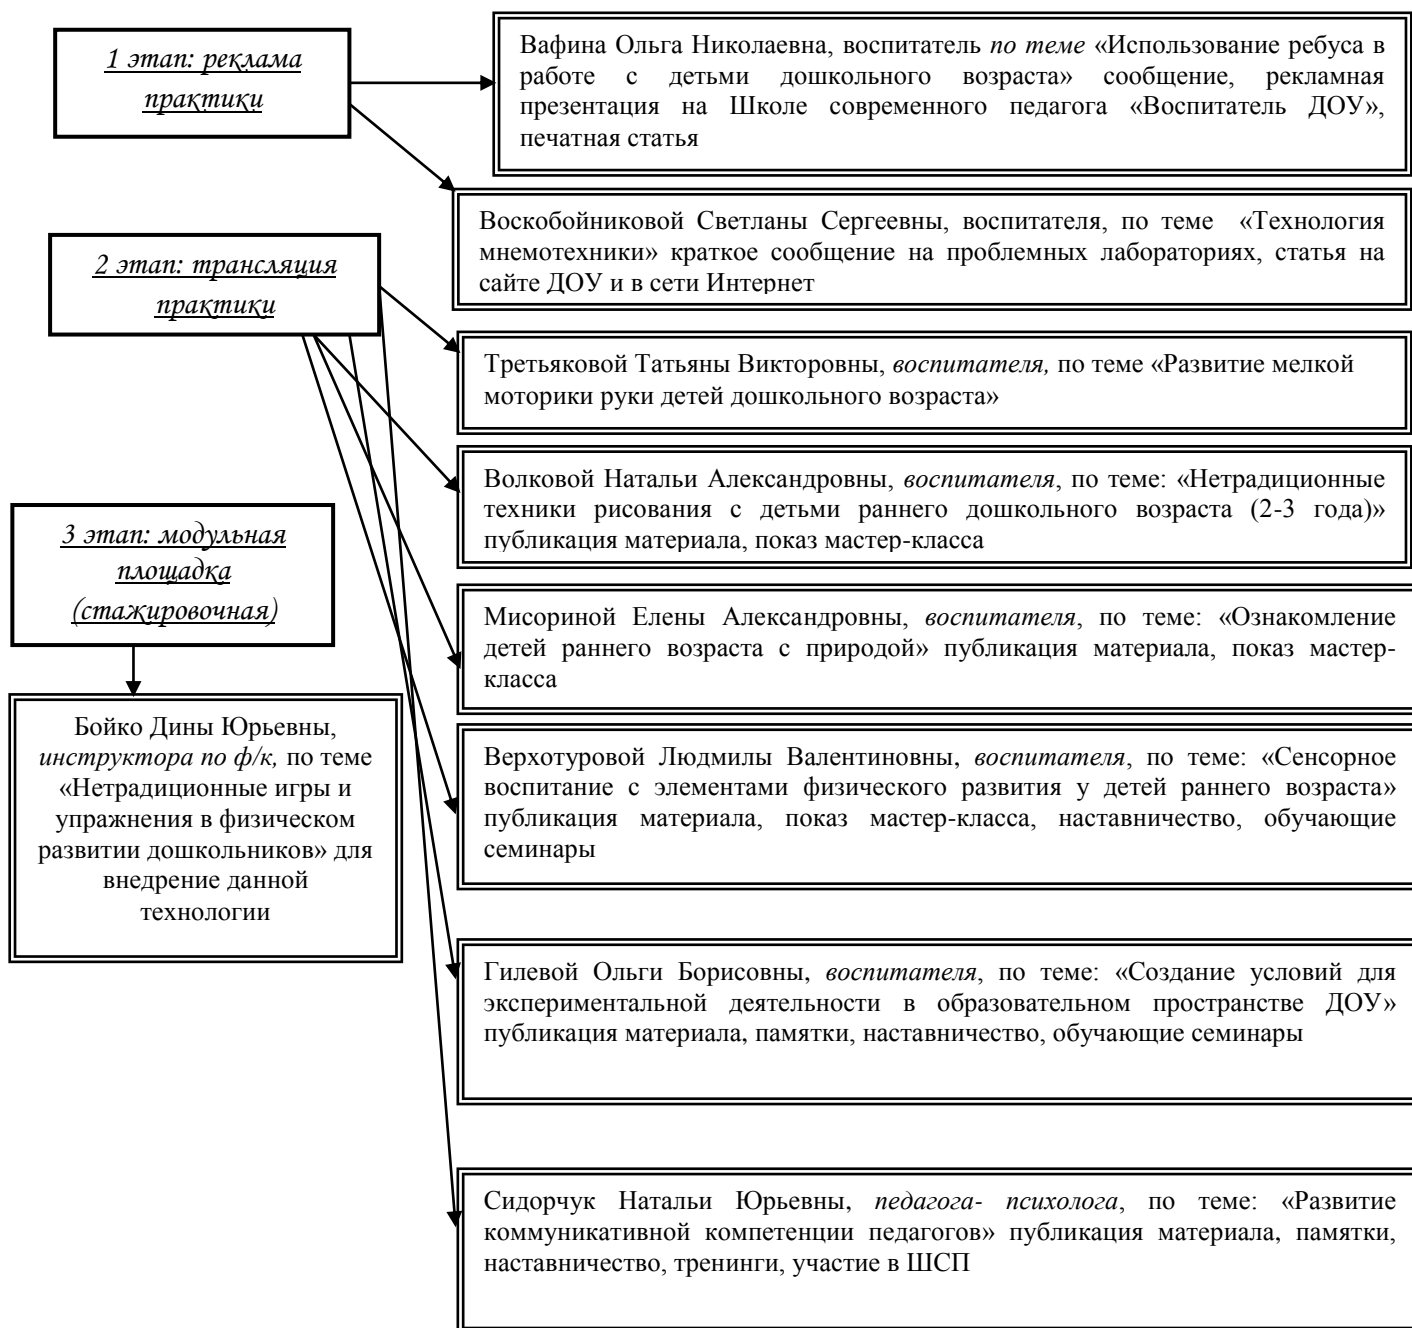 1 этап: реклама
практики
Вафина Ольга Николаевна, воспитатель по теме «Использование ребуса в
работе с детьми дошкольного возраста» сообщение, рекламная
презентация на Школе современного педагога «Воспитатель ДОУ»,
печатная статья
Воскобойниковой Светланы Сергеевны, воспитателя, по теме «Технология
мнемотехники» краткое сообщение на проблемных лабораториях, статья на
сайте ДОУ и в сети Интернет
2 этап: трансляция
практики
Третьяковой Татьяны Викторовны, воспитателя, по теме «Развитие мелкой
моторики руки детей дошкольного возраста»
Волковой Натальи Александровны, воспитателя, по теме: «Нетрадиционные
техники рисования с детьми раннего дошкольного возраста (2-3 года)»
публикация материала, показ мастер-класса
3 этап: модульная
площадка
(стажировочная)
Мисориной Елены Александровны, воспитателя, по теме: «Ознакомление
детей раннего возраста с природой» публикация материала, показ мастер-
класса
Бойко Дины Юрьевны,
инструктора по ф/к, по теме
«Нетрадиционные игры и
упражнения в физическом
развитии дошкольников» для
внедрение данной
технологии
Верхотуровой Людмилы Валентиновны, воспитателя, по теме: «Сенсорное
воспитание с элементами физического развития у детей раннего возраста»
публикация материала, показ мастер-класса, наставничество, обучающие
семинары
Гилевой Ольги Борисовны, воспитателя, по теме: «Создание условий для
экспериментальной деятельности в образовательном пространстве ДОУ»
публикация материала, памятки, наставничество, обучающие семинары
Сидорчук Натальи Юрьевны, педагога- психолога, по теме: «Развитие
коммуникативной компетенции педагогов» публикация материала, памятки,
наставничество, тренинги, участие в ШСП